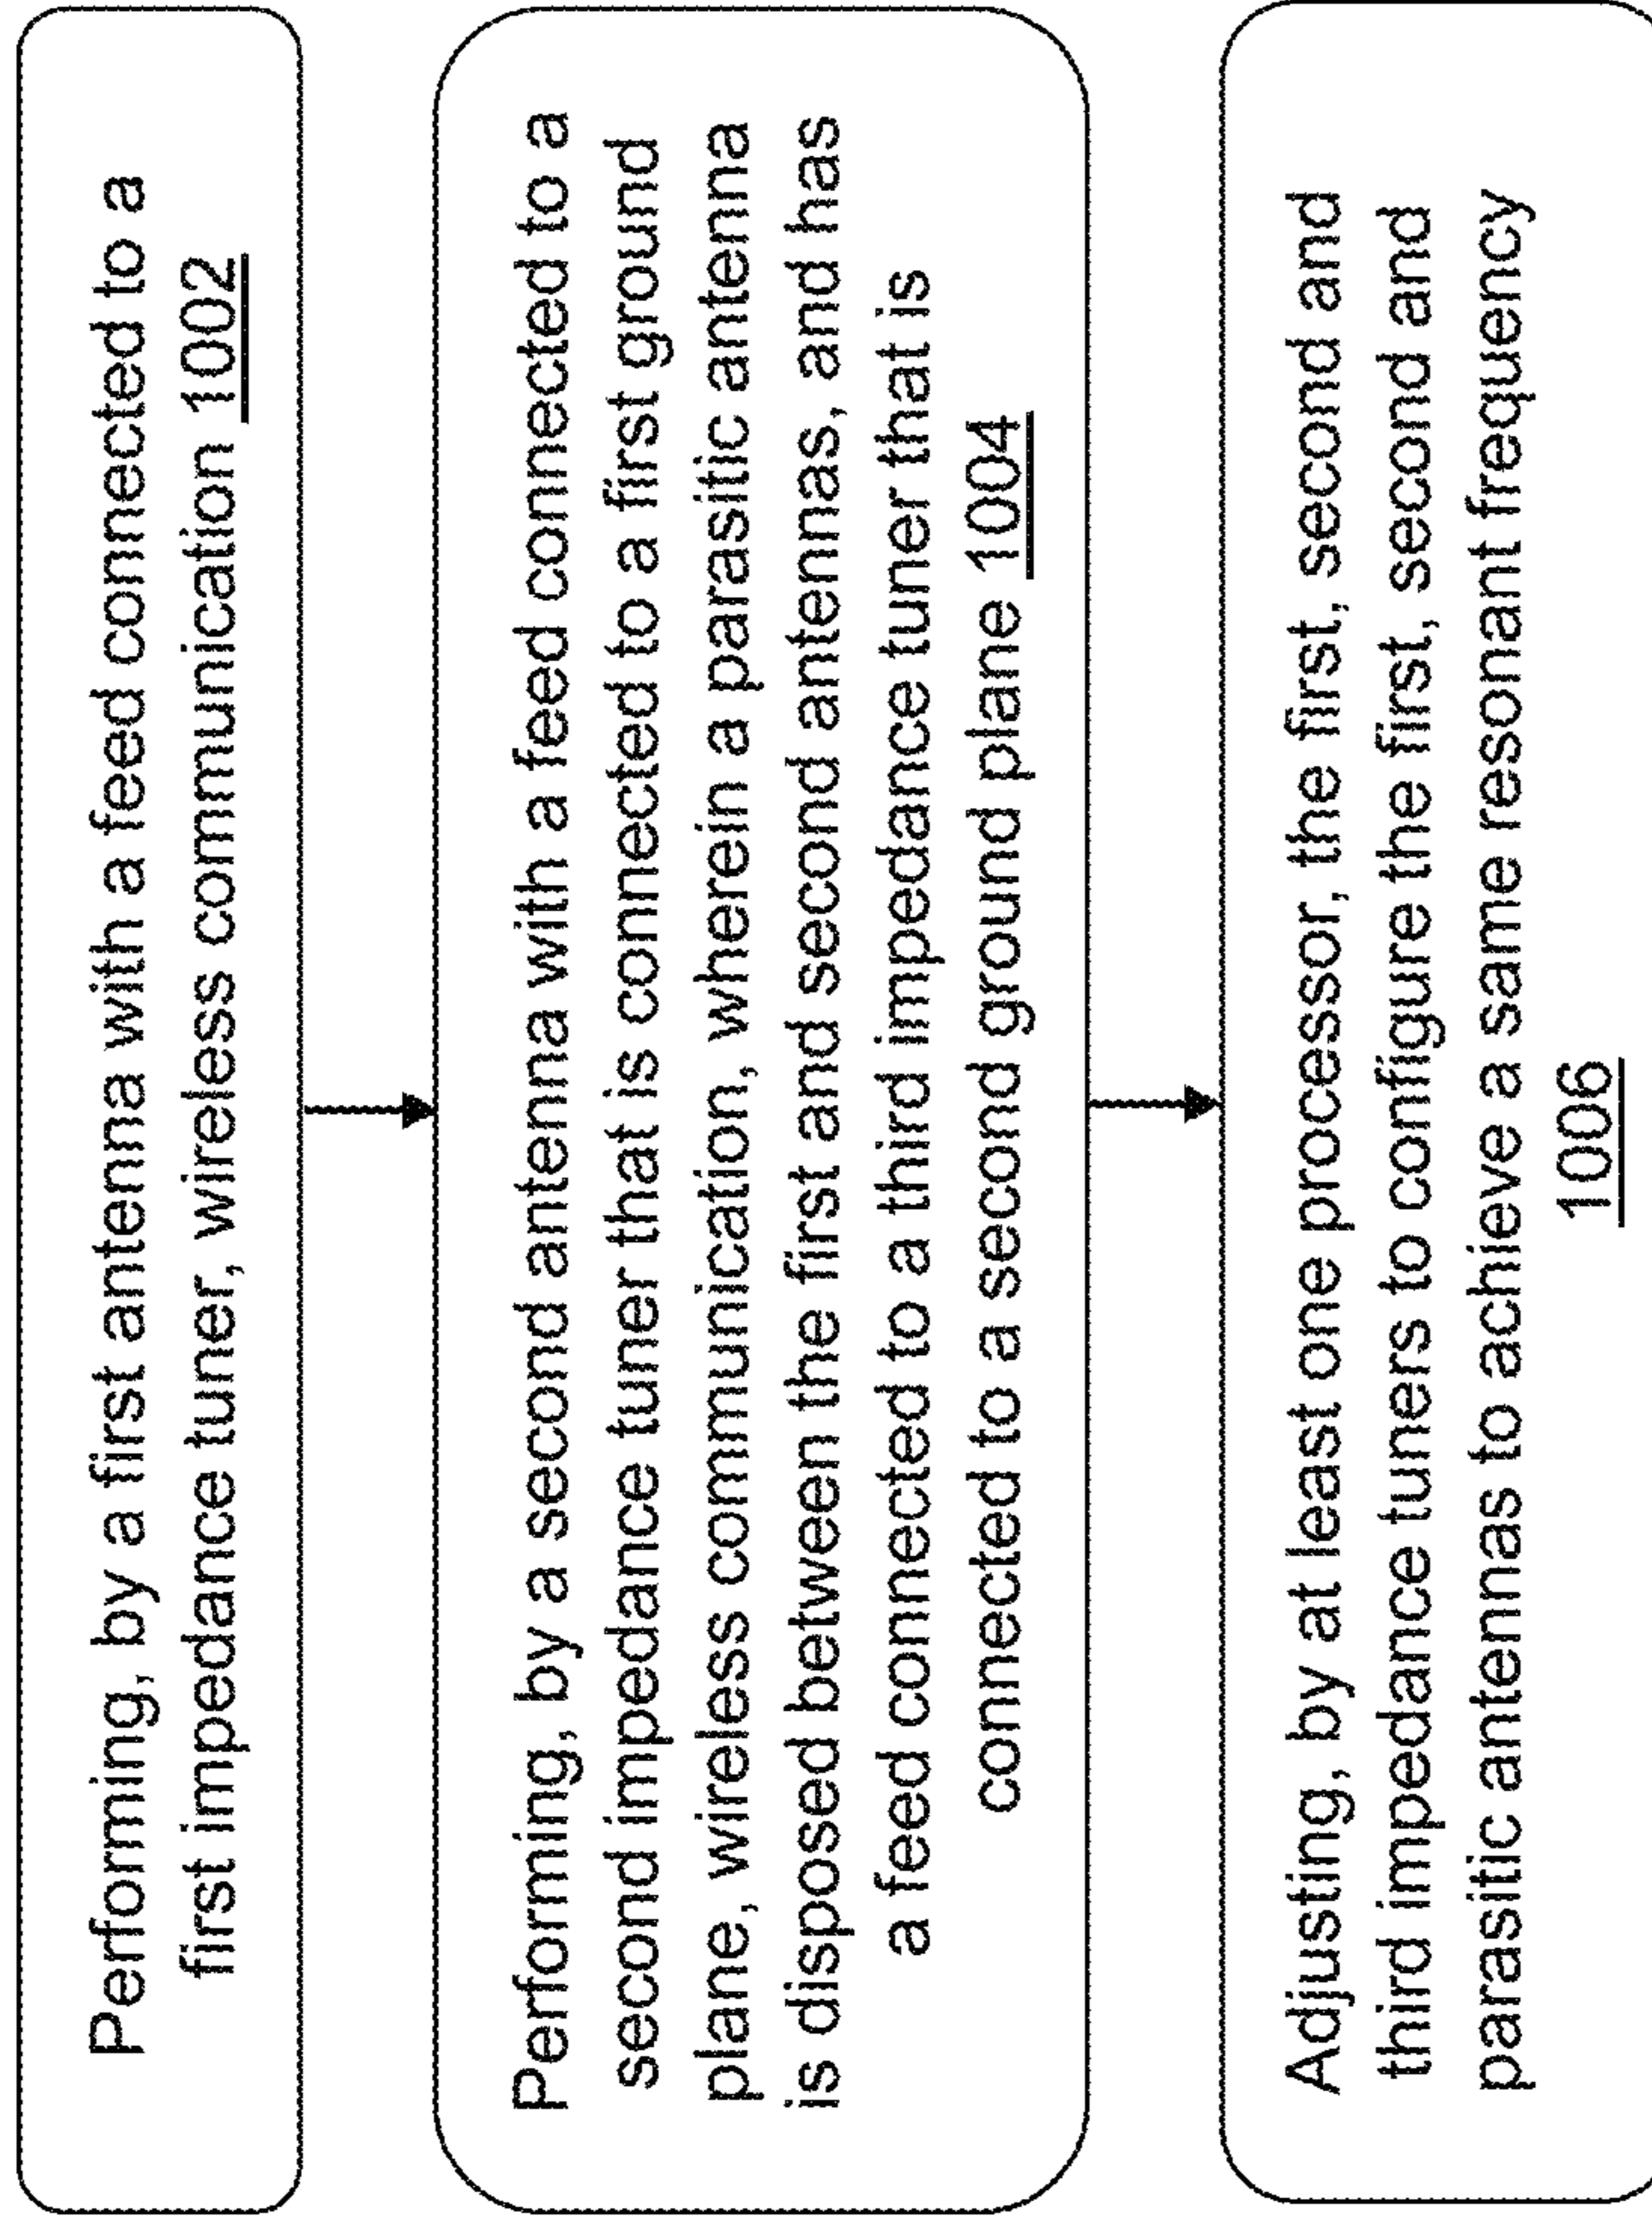 Performing, by a first antenna with a feed connected to a
first impedance tuner, wireless communication 1002
Performing, by a second antenna with a feed connected to a
second impedance tuner that is connected to a first ground
plane, wireless communication, wherein a parasitic antenna
is disposed between the first and second antennas, and has
a feed connected to a third impedance tuner that is
connected to a second ground plane 1004
Adjusting, by at least one processor, the first, second and
third impedance tuners to configure the first, second and
parasitic antennas to achieve a same resonant frequency
1006